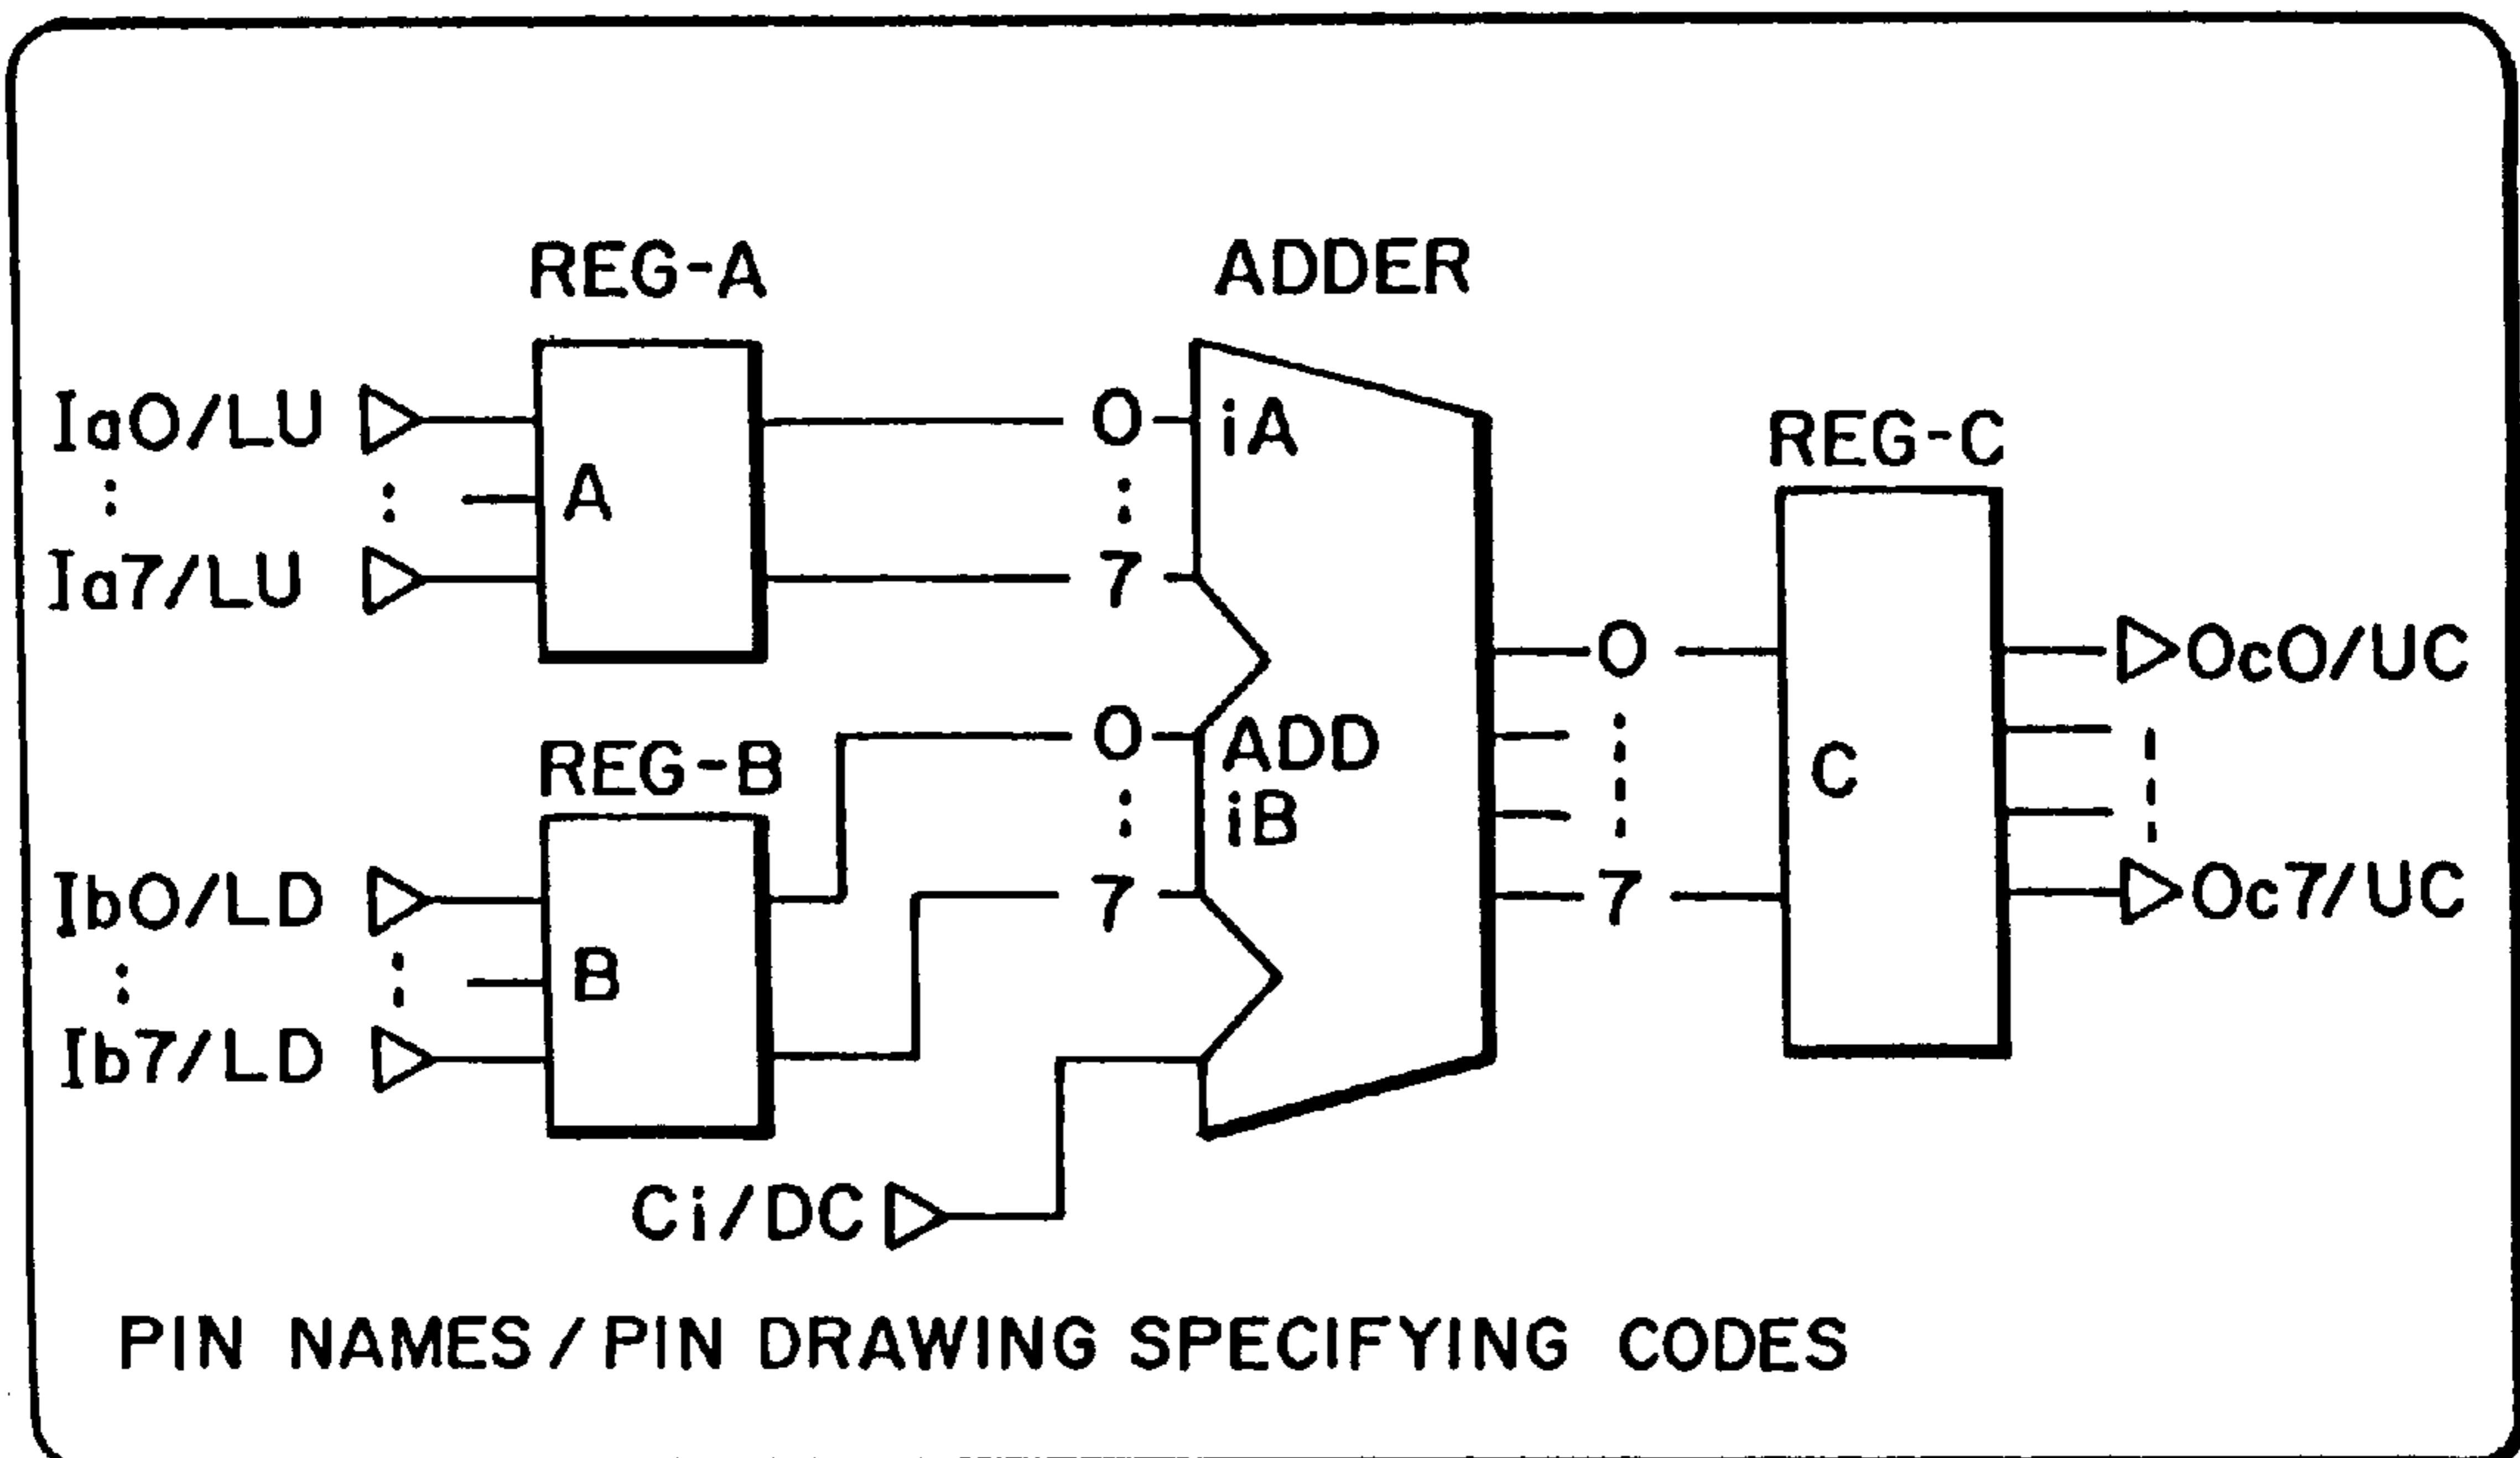 REG-A
ADDER
Ia0/LU
0
iA
REG-C
A
Ia7/LU
7
0
Oc0/UC
REG-B
0
ADD
C
iB
Ib0/LD
7
7
Oc7/UC
B
Ib7/LD
Ci/DC
PIN NAMES/PIN DRAWING SPECIFYING CODES